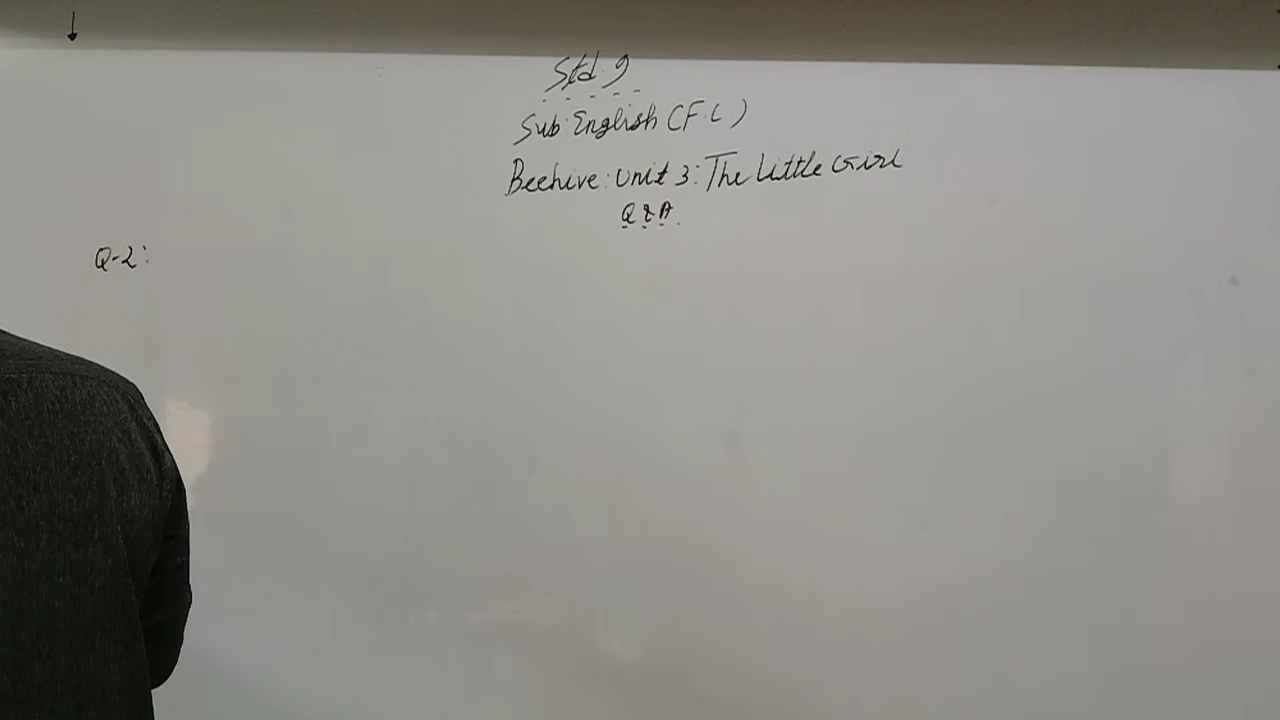 Std. 9
Sub: English (F.L)
Beehive: Unit 3: The Little Girl
Q & A.
Q-2: